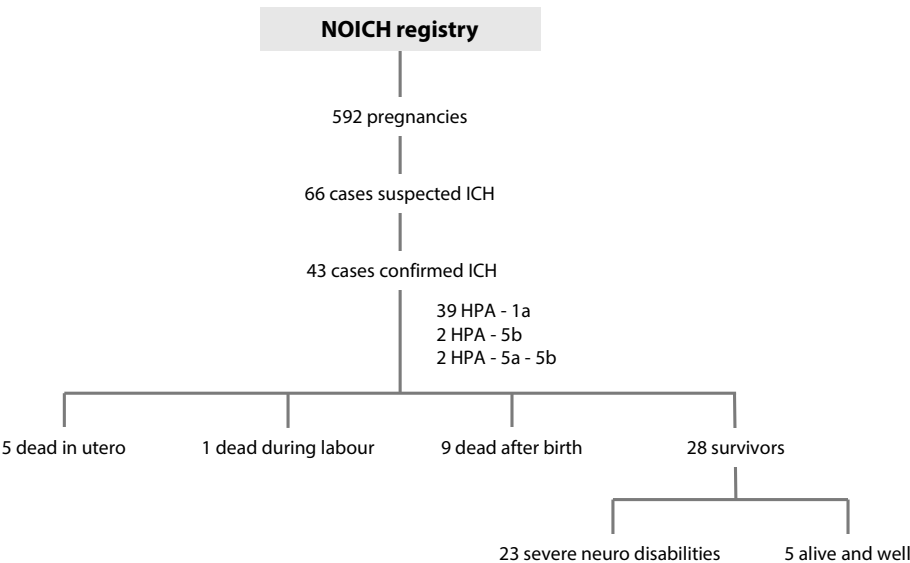 NOICH registry
592 pregnancies
66 cases suspected ICH
43 cases confirmed ICH
39 HPA - 1a
2 HPA - 5b
2 HPA - 5a - 5b
5 dead in utero
1 dead during labour
9 dead after birth
28 survivors
23 severe neuro disabilities
5 alive and well